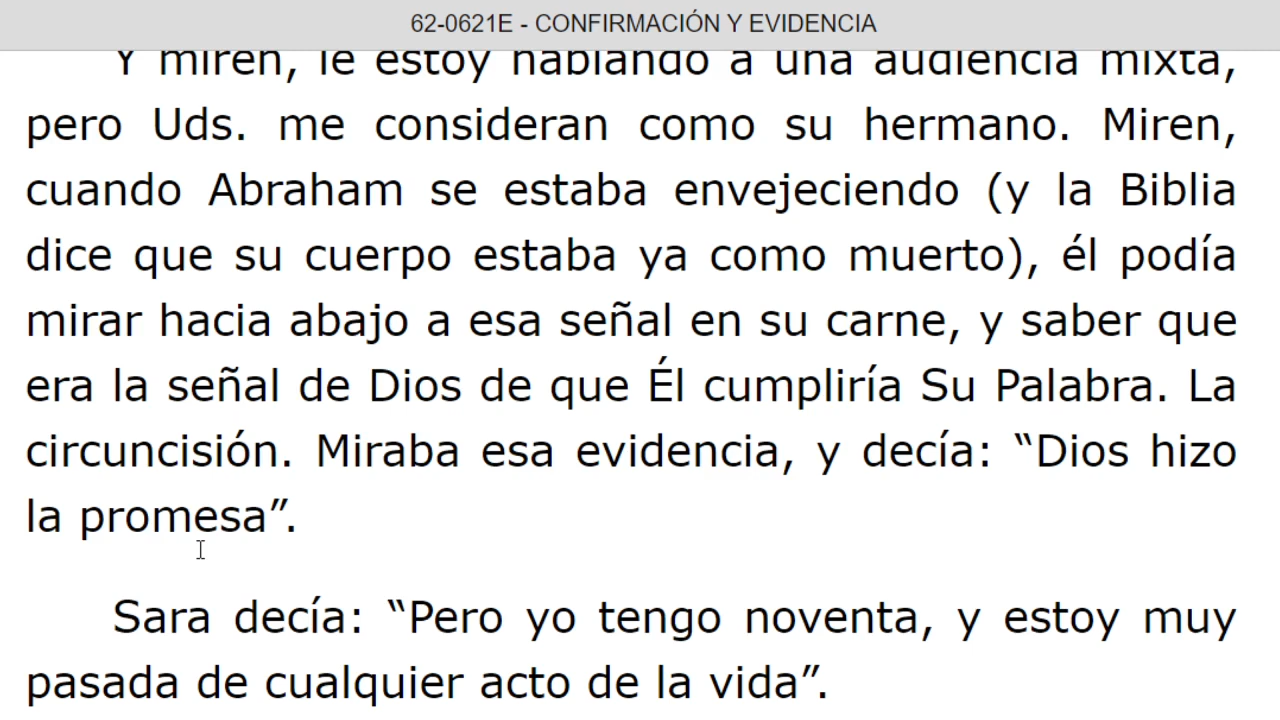 62-0621E - CONFIRMACIÓN Y EVIDENCIA
Y miren, le estoy hablando a una audiencia mixta,
pero Uds. me consideran como su hermano. Miren,
cuando Abraham se estaba envejeciendo (y la Biblia
dice que su cuerpo estaba ya como muerto), él podía
mirar hacia abajo a esa señal en su carne, y saber que
era la señal de Dios de que Él cumpliría Su Palabra. La
circuncisión. Miraba esa evidencia, y decía: “Dios hizo
la promesa”.
Sara decía: “Pero yo tengo noventa, y estoy muy
pasada de cualquier acto de la vida”.